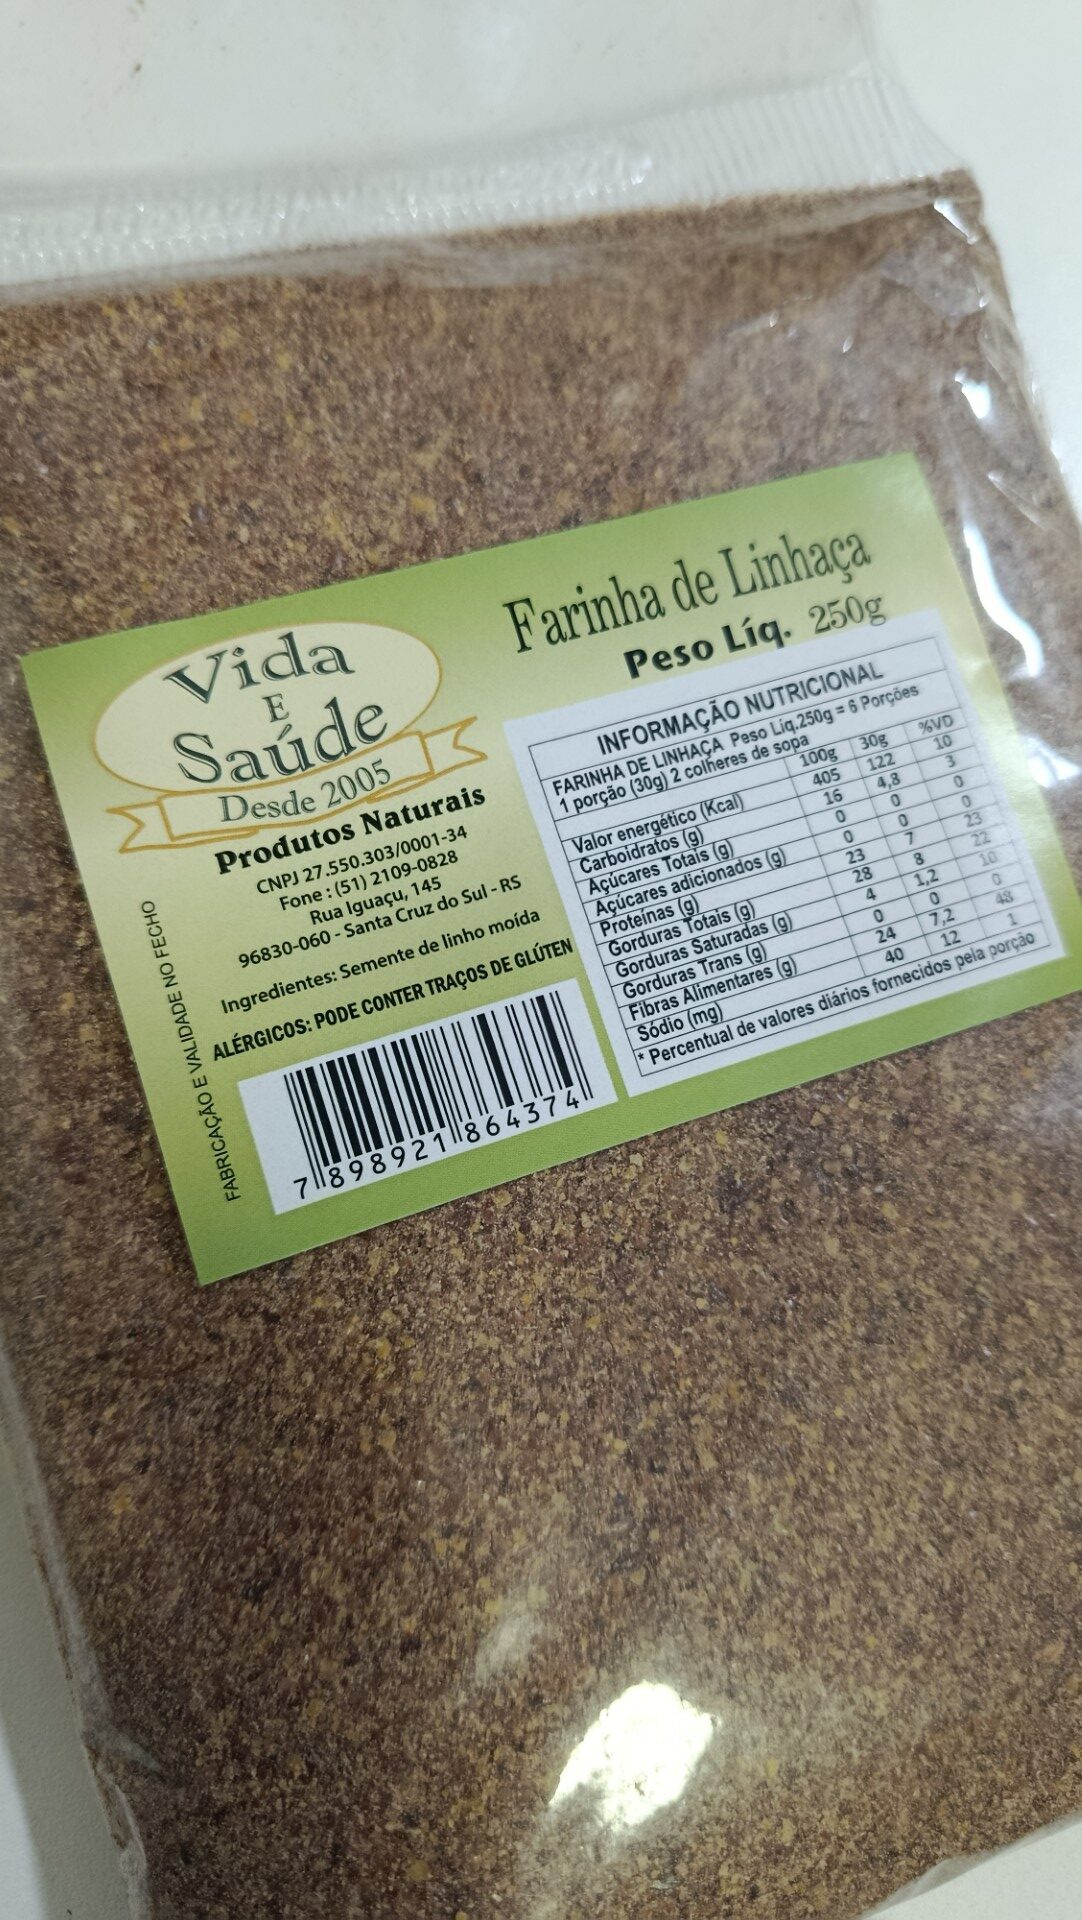 Vida
E
Saúde
Desde 2005
Produtos Naturais
CNPJ 27.550.303/0001-34
Fone : (51) 2109-0828
Rua Iguaçu, 145
96830-060 - Santa Cruz do Sul - RS
Ingredientes: Semente de linho moída
ALÉRGICOS: PODE CONTER TRAÇOS DE GLÚTEN
FABRICAÇÃO E VALIDADE NO FECHO
7 898921 864374
Farinha de Linhaça
Peso Líq. 250g
INFORMAÇÃO NUTRICIONAL
FARINHA DE LINHAÇA Peso Liq.250g = 6 Porções
1 porção (30g) 2 colheres de sopa
100g 30g %VD
Valor energético (Kcal) 405 122 10
Carboidratos (g) 16 4,8 3
Açúcares Totais (g) 0 0 0
Açúcares adicionados (g) 0 0 0
Proteínas (g) 23 7 23
Gorduras Totais (g) 28 8 22
Gorduras Saturadas (g) 4 1,2 10
Gorduras Trans (g) 0 0 0
Fibras Alimentares (g) 24 7,2 48
Sódio (mg) 40 12 1
* Percentual de valores diários fornecidos pela porção